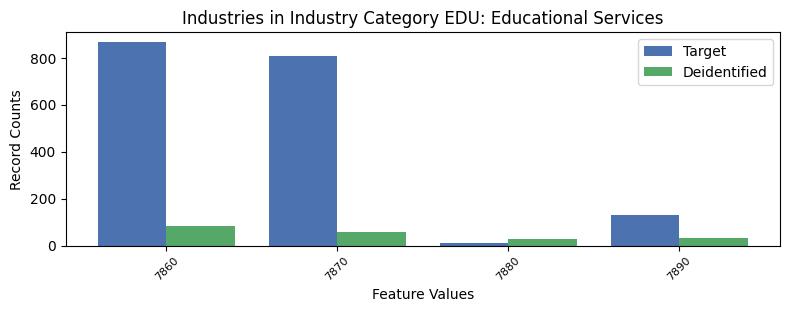 Industries in Industry Category EDU: Educational Services
Target
Deidentified
Record Counts
800
600
400
200
0
7860
7870
7880
7890
Feature Values